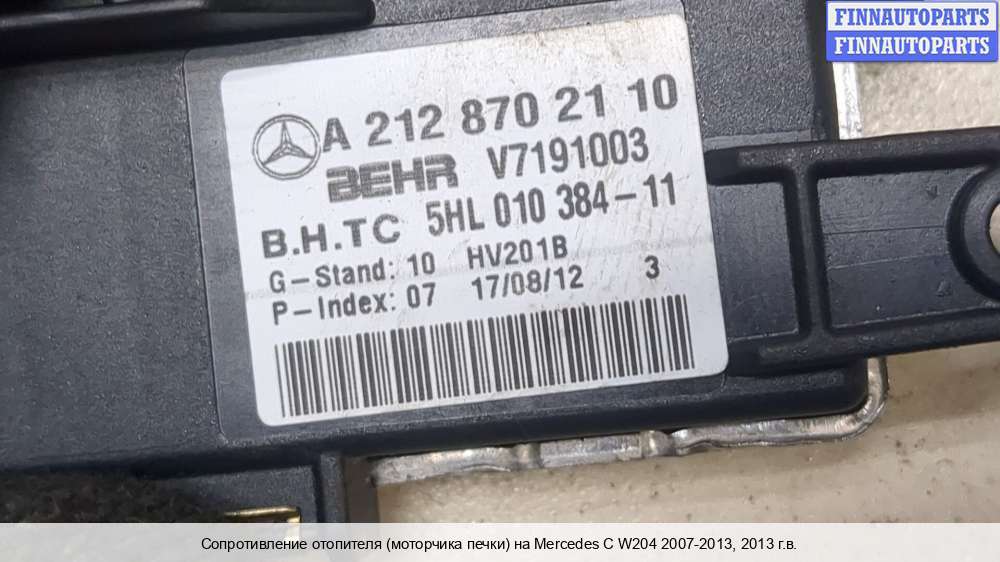 FINNAUTOPARTS
FINNAUTOPARTS
A 212 870 21 10
BEHR V7191003
B.H.TC 5HL 010 384-11
G-Stand: 10 HV201B
P-Index: 07 17/08/12 3
Сопротивление отопителя (моторчика печки) на Mercedes C W204 2007-2013, 2013 г.в.